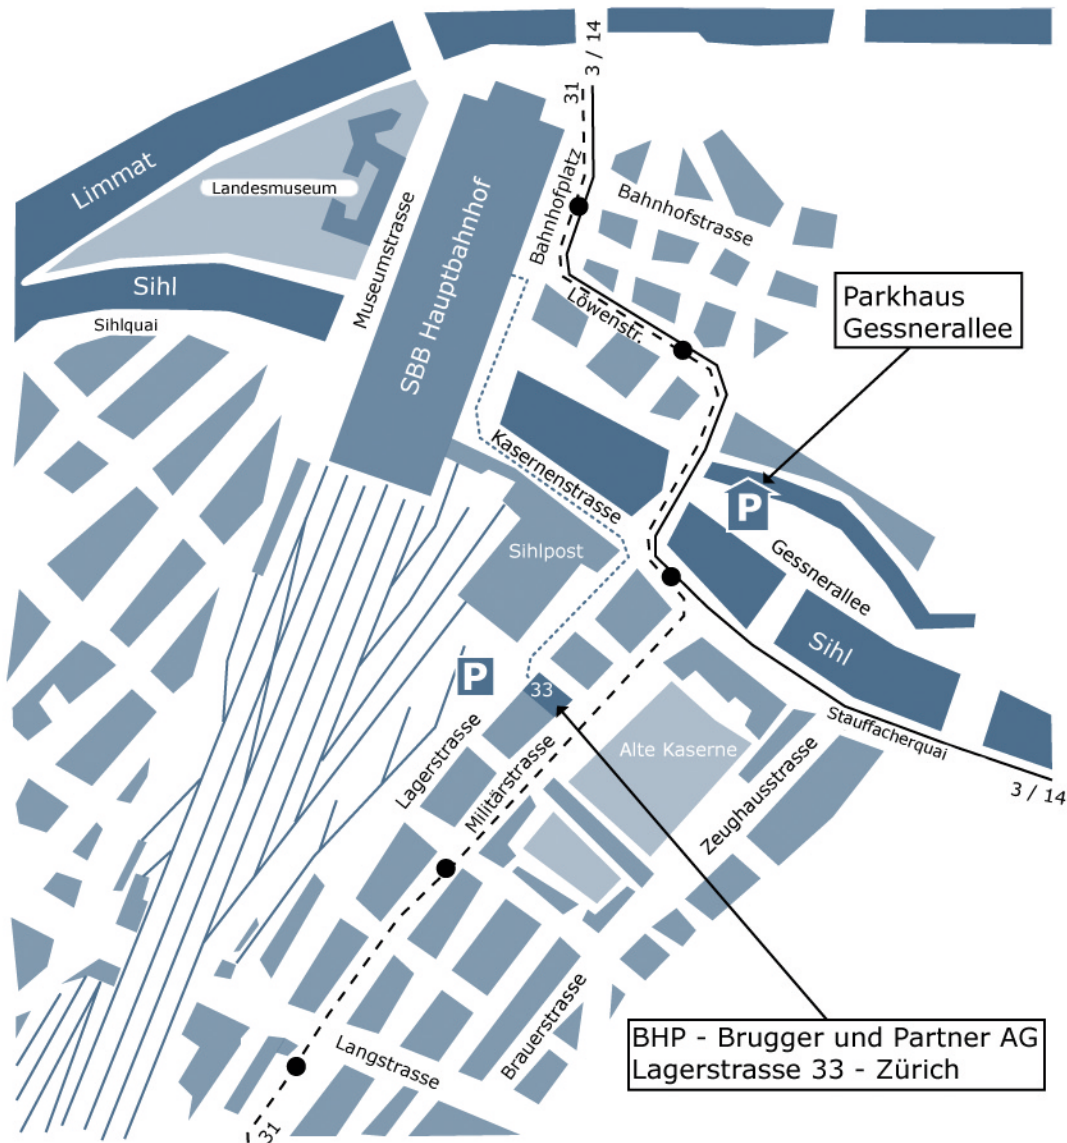 3 / 14
31
Limmat
Landesmuseum
Bahnhofplatz
Bahnhofstrasse
Museumstrasse
SBB Hauptbahnhof
Sihl
Sihlquai
Löwenstr.
Parkhaus
Gessnerallee
Kasernenstrasse
P
Sihlpost
Gessnerallee
Sihl
P
33
Stauffacherquai
Alte Kaserne
Lagerstrasse
Militärstrasse
Zeughausstrasse
3 / 14
Brauerstrasse
BHP - Brugger und Partner AG
Lagerstrasse 33 - Zürich
Langstrasse
31